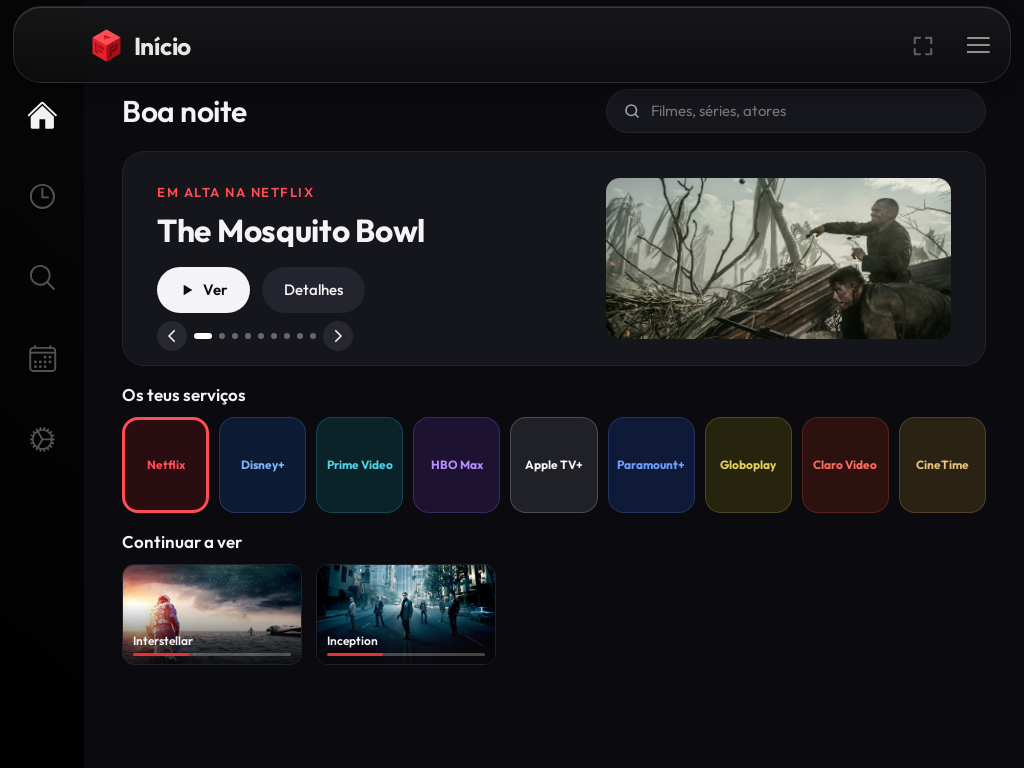 Início
Boa noite
Filmes, séries, atores
EM ALTA NA NETFLIX
The Mosquito Bowl
Ver
Detalhes
Os teus serviços
Netflix
Disney+
Prime Video
HBO Max
Apple TV+
Paramount+
Globoplay
Claro Video
CineTime
Continuar a ver
Interstellar
Inception